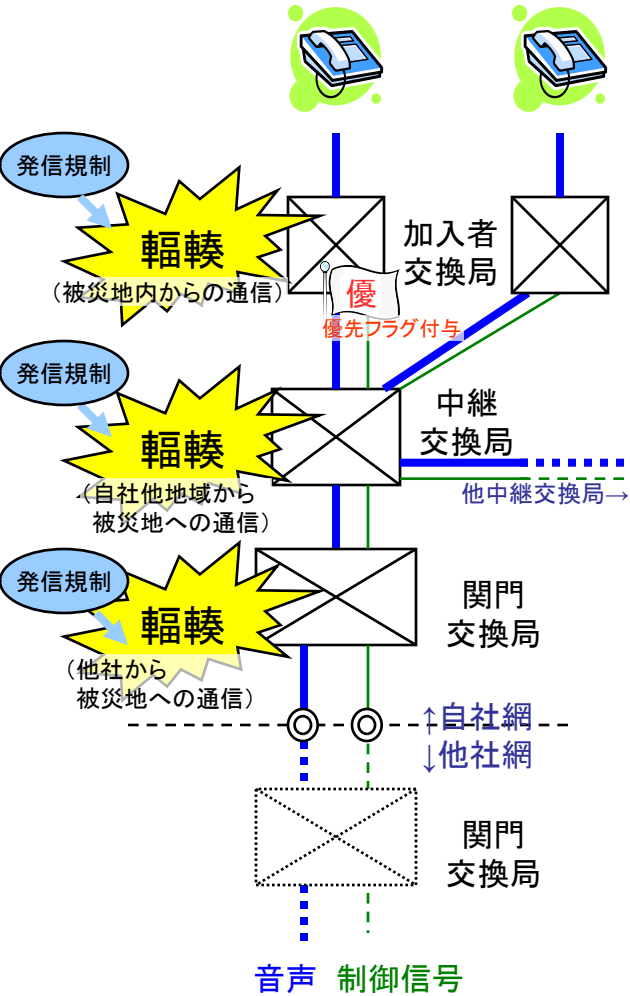 発信規制
輻輳
（被災地内からの通信）
加入者
交換局
優
優先フラグ付与
発信規制
輻輳
（自社他地域から
被災地への通信）
中継
交換局
他中継交換局→
発信規制
輻輳
（他社から
被災地への通信）
関門
交換局
↑自社網
↓他社網
関門
交換局
音声 制御信号